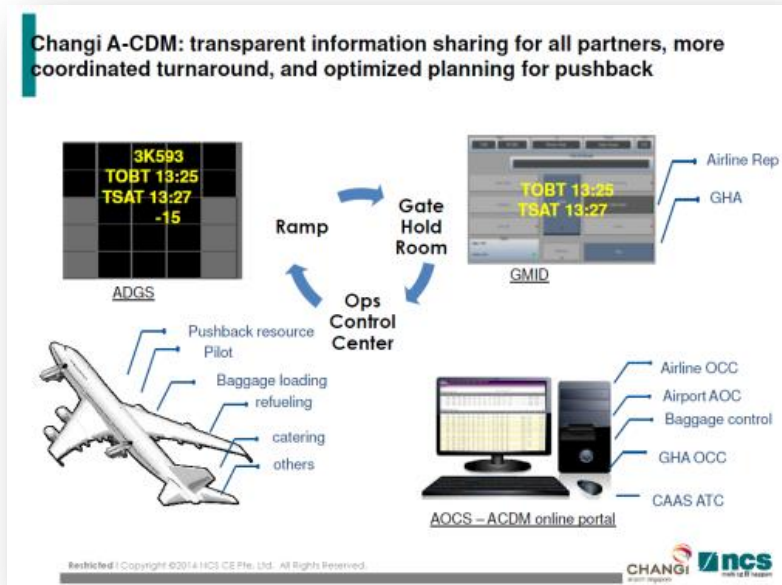 Changi A-CDM: transparent information sharing for all partners, more
coordinated turnaround, and optimized planning for pushback
3K593
TOBT 13:25
TSAT 13:27
-15
ADGS
Ramp
Gate
Hold
Room
Ops
Control
Center
TOBT 13:25
TSAT 13:27
GMID
Airline Rep
GHA
Pushback resource
Pilot
Baggage loading
refueling
catering
others
Airline OCC
Airport AOC
Baggage control
GHA OCC
CAAS ATC
AOCS – ACDM online portal
Restricted | Copyright ©2014 NCS CE Pte. Ltd. All Rights Reserved.
CHANGI
airport singapore
ncs